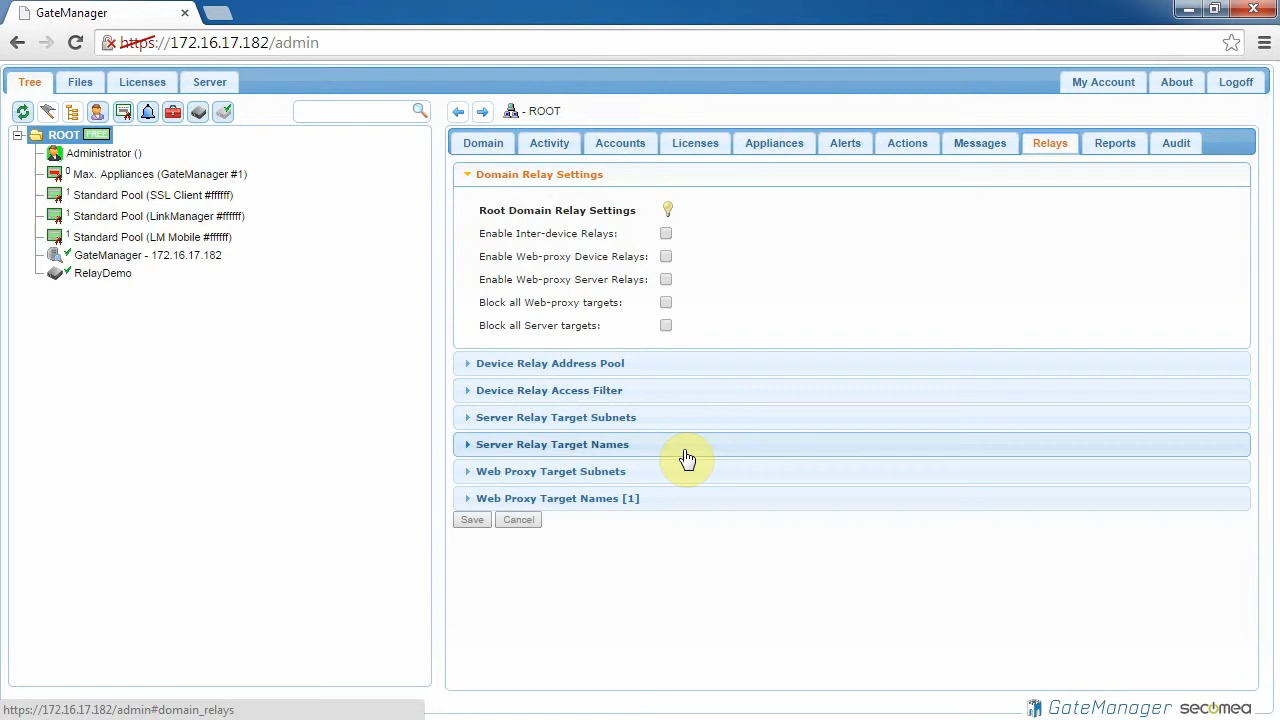 GateManager
https://172.16.17.182/admin
Tree Files Licenses Server My Account About Logoff
- ROOT
ROOT FREE
Administrator ()
0 Max. Appliances (GateManager #1)
1 Standard Pool (SSL Client #ffffff)
1 Standard Pool (LinkManager #ffffff)
1 Standard Pool (LM Mobile #ffffff)
GateManager - 172.16.17.182
RelayDemo
Domain Activity Accounts Licenses Appliances Alerts Actions Messages Relays Reports Audit
Domain Relay Settings
Root Domain Relay Settings
Enable Inter-device Relays:
Enable Web-proxy Device Relays:
Enable Web-proxy Server Relays:
Block all Web-proxy targets:
Block all Server targets:
Device Relay Address Pool
Device Relay Access Filter
Server Relay Target Subnets
Server Relay Target Names
Web Proxy Target Subnets
Web Proxy Target Names [1]
Save Cancel
https://172.16.17.182/admin#domain_relays
GateManager secomea